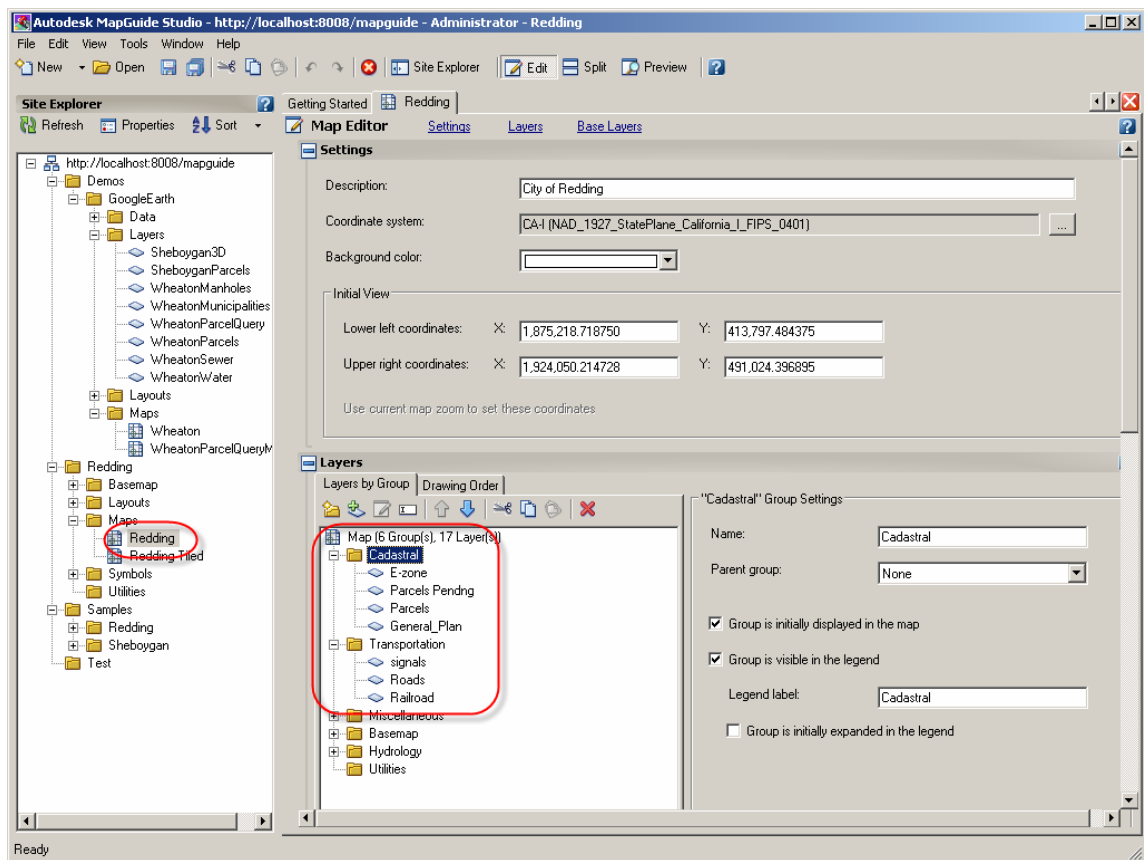 Autodesk MapGuide Studio - http://localhost:8008/mapguide - Administrator - Redding
File Edit View Tools Window Help
New Open Site Explorer Edit Split Preview
Site Explorer
Refresh Properties Sort
http://localhost:8008/mapguide
Demos
GoogleEarth
Data
Layers
Sheboygan3D
SheboyganParcels
WheatonManholes
WheatonMunicipalities
WheatonParcelQuery
WheatonParcels
WheatonSewer
WheatonWater
Layouts
Maps
Wheaton
WheatonParcelQueryM
Redding
Basemap
Layouts
Maps
Redding
Redding Tiled
Symbols
Utilities
Samples
Redding
Sheboygan
Test
Getting Started Redding
Map Editor Settings Layers Base Layers
Settings
Description: City of Redding
Coordinate system: CA-I (NAD_1927_StatePlane_California_I_FIPS_0401) ...
Background color:
Initial View
Lower left coordinates: X: 1,875,218.718750 Y: 413,797.484375
Upper right coordinates: X: 1,924,050.214728 Y: 491,024.396895
Use current map zoom to set these coordinates
Layers
Layers by Group Drawing Order
Map (6 Group(s), 17 Layer(s))
Cadastral
E-zone
Parcels Pendng
Parcels
General_Plan
Transportation
signals
Roads
Railroad
Miscellaneous
Basemap
Hydrology
Utilities
"Cadastral" Group Settings
Name: Cadastral
Parent group: None
Group is initially displayed in the map
Group is visible in the legend
Legend label: Cadastral
Group is initially expanded in the legend
Ready